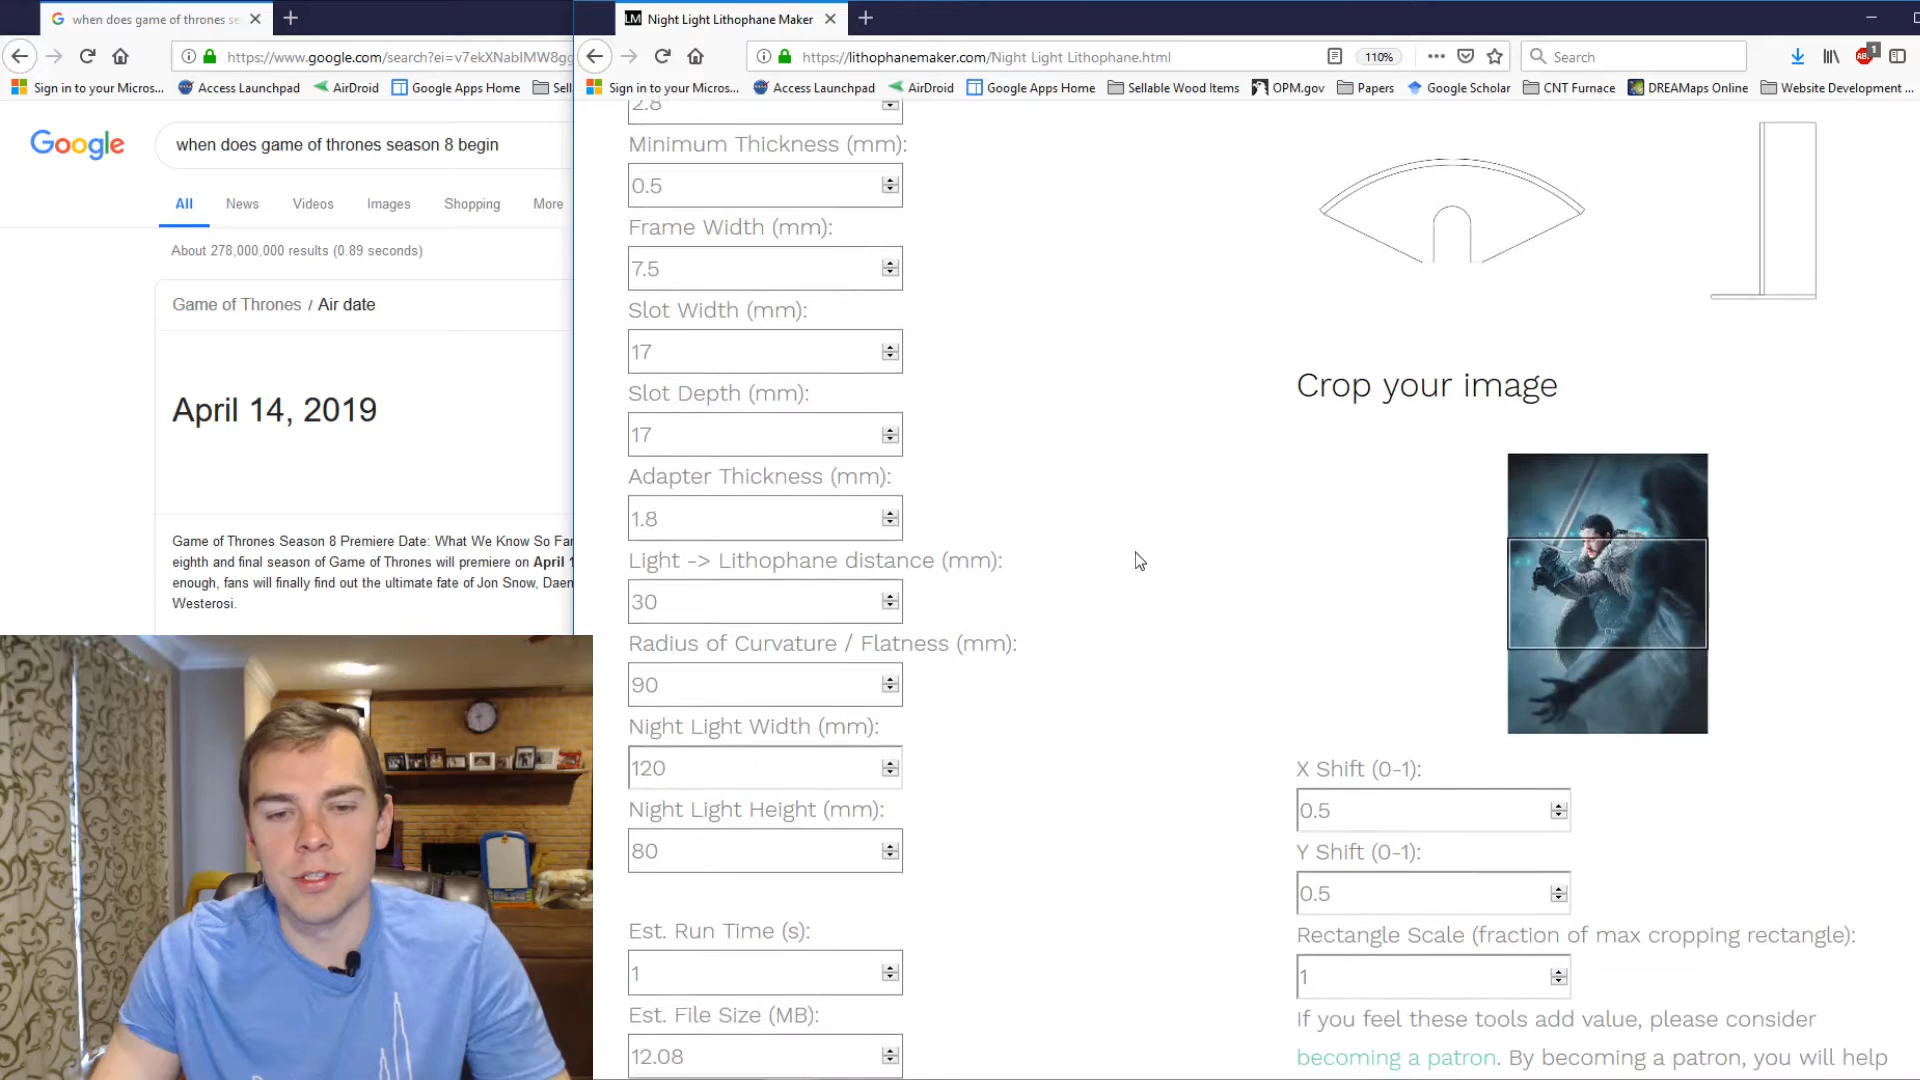 when does game of thrones se
Night Light Lithophane Maker
https://www.google.com/search?ei=v7ekXNabIMW8gg
https://lithophanemaker.com/Night Light Lithophane.html
110%
Search
1
Sign in to your Micros...
Access Launchpad
AirDroid
Google Apps Home
Sell
Sign in to your Micros...
Access Launchpad
AirDroid
Google Apps Home
Sellable Wood Items
OPM.gov
Papers
Google Scholar
CNT Furnace
DREAMaps Online
Website Development ...
Google
when does game of thrones season 8 begin
All
News
Videos
Images
Shopping
More
About 278,000,000 results (0.89 seconds)
Game of Thrones / Air date
April 14, 2019
Game of Thrones Season 8 Premiere Date: What We Know So Far
eighth and final season of Game of Thrones will premiere on April 1
enough, fans will finally find out the ultimate fate of Jon Snow, Daen
Westerosi.
2.8
Minimum Thickness (mm):
0.5
Frame Width (mm):
7.5
Slot Width (mm):
17
Slot Depth (mm):
17
Adapter Thickness (mm):
1.8
Light -> Lithophane distance (mm):
30
Radius of Curvature / Flatness (mm):
90
Night Light Width (mm):
120
Night Light Height (mm):
80
Est. Run Time (s):
1
Est. File Size (MB):
12.08
Crop your image
X Shift (0-1):
0.5
Y Shift (0-1):
0.5
Rectangle Scale (fraction of max cropping rectangle):
1
If you feel these tools add value, please consider
becoming a patron. By becoming a patron, you will help